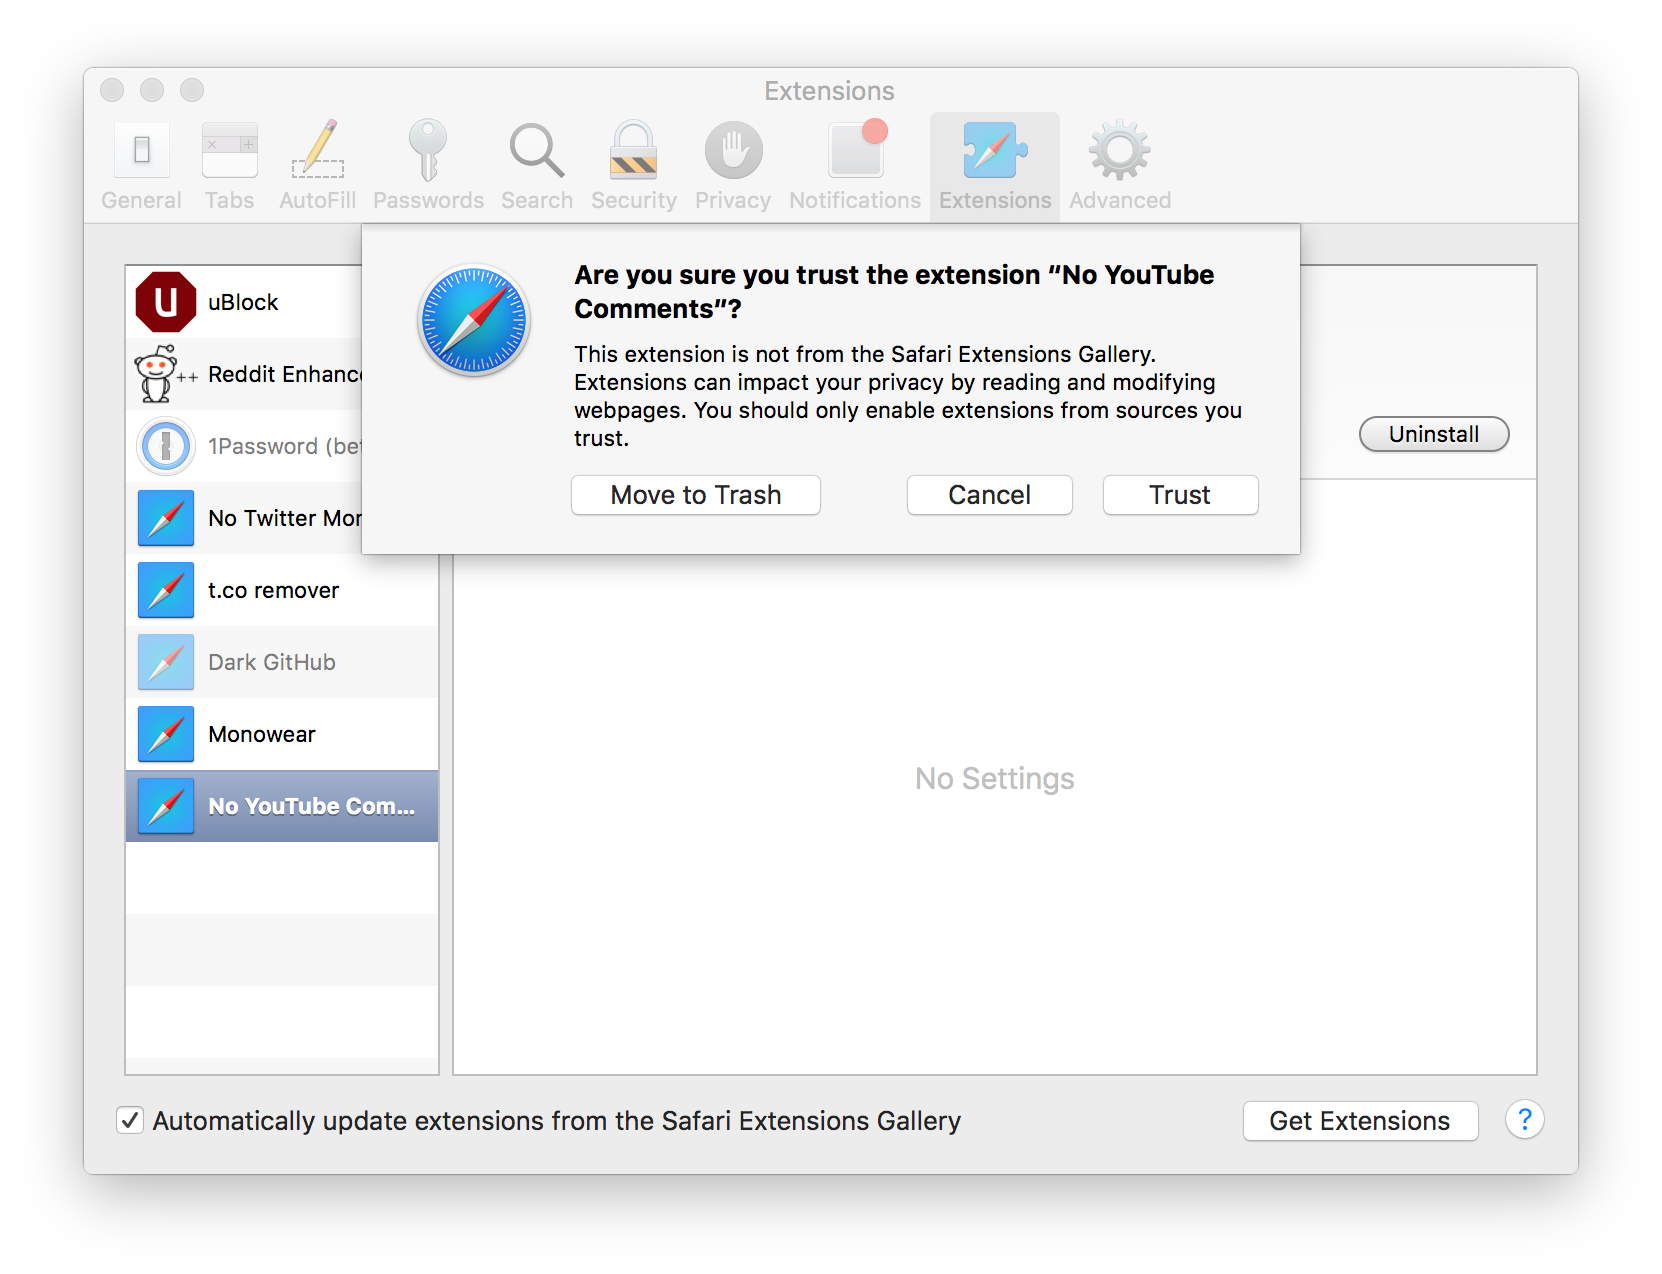 Extensions
General
Tabs
AutoFill
Passwords
Search
Security
Privacy
Notifications
Extensions
Advanced
Are you sure you trust the extension “No YouTube
Comments”?
This extension is not from the Safari Extensions Gallery.
Extensions can impact your privacy by reading and modifying
webpages. You should only enable extensions from sources you
trust.
Move to Trash
Cancel
Trust
uBlock
++ Reddit Enhanc
1Password (bet
No Twitter Mo
t.co remover
Dark GitHub
Monowear
No YouTube Com...
Uninstall
No Settings
Automatically update extensions from the Safari Extensions Gallery
Get Extensions
?